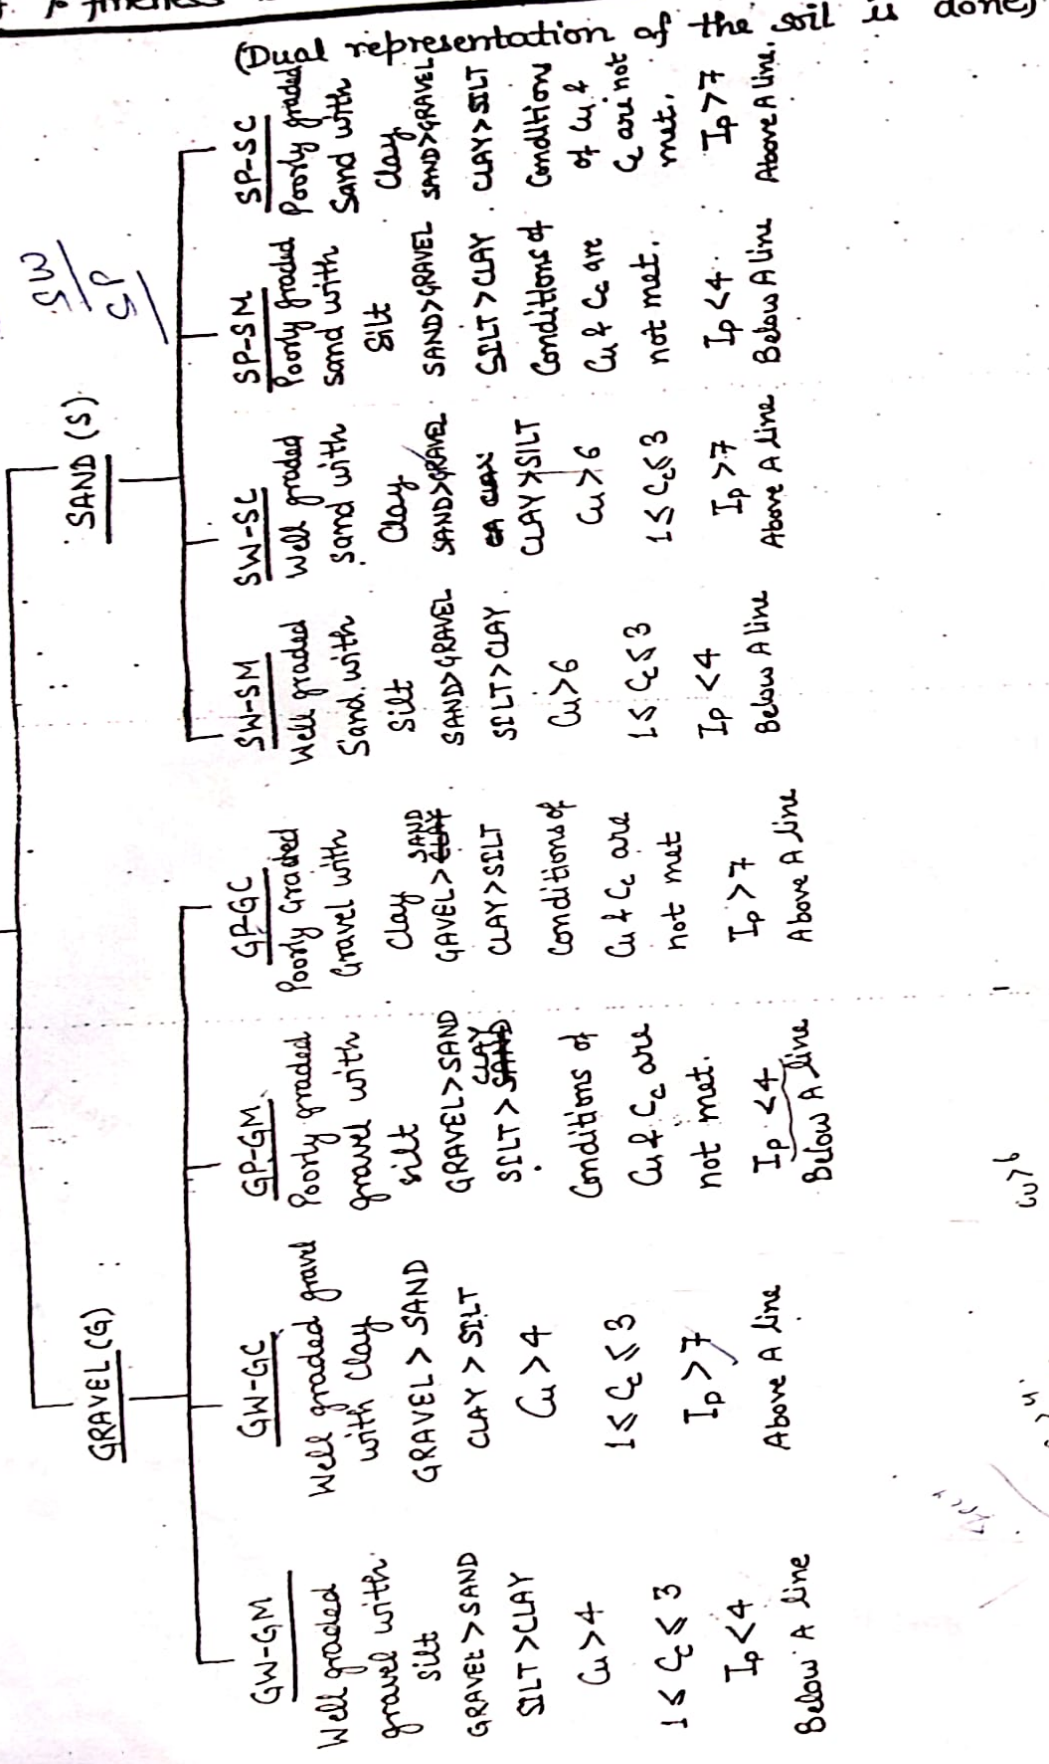 (Dual representation of the soil is done)
GRAVEL (G)
SAND (S)
GW-GM
Well graded
gravel with
silt
GRAVEL > SAND
SILT > CLAY
Cu > 4
1 ≤ Cc ≤ 3
Ip < 4
Below A line
GW-GC
Well graded gravel
with clay
GRAVEL > SAND
CLAY > SILT
Cu > 4
1 ≤ Cc ≤ 3
Ip > 7
Above A line
GP-GM
Poorly graded
gravel with
silt
GRAVEL > SAND
SILT > CLAY
Conditions of
Cu & Cc are
not met.
Ip < 4
Below A line
GP-GC
Poorly Graded
Gravel with
Clay
GAVEL > SAND
CLAY > SILT
Conditions of
Cu & Cc are
not met
Ip > 7
Above A line
SW-SM
Well graded
Sand with
Silt
SAND > GRAVEL
SILT > CLAY.
Cu > 6
1 ≤ Cc ≤ 3
Ip < 4
Below A line
SW-SC
Well graded
sand with
Clay
SAND > GRAVEL
CLAY > SILT
Cu > 6
1 ≤ Cc ≤ 3
Ip > 7
Above A line
SP-SM
Poorly graded
sand with
Silt
SAND > GRAVEL
SILT > CLAY
Conditions of
Cu & Cc are
not met.
Ip < 4
Below A line
SP-SC
Poorly graded
Sand with
Clay
SAND > GRAVEL
CLAY > SILT
Condition
of Cu &
Cc are not
met.
Ip > 7
Above A line.
SW
SP
Cu > 6